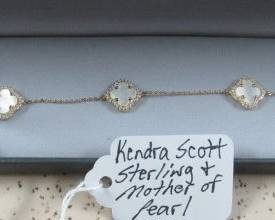 Kendra Scott
Sterling &
Mother of
Pearl